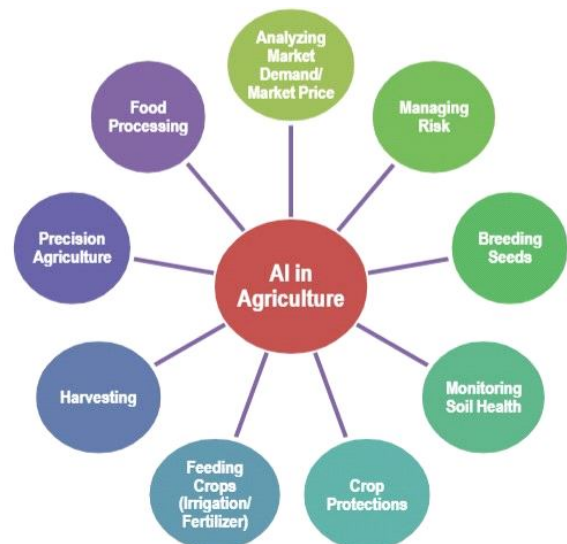 Analyzing
Market
Demand/
Market Price
Managing
Risk
Breeding
Seeds
Monitoring
Soil Health
Crop
Protections
Feeding
Crops
(Irrigation/
Fertilizer)
Harvesting
Precision
Agriculture
Food
Processing
AI in
Agriculture